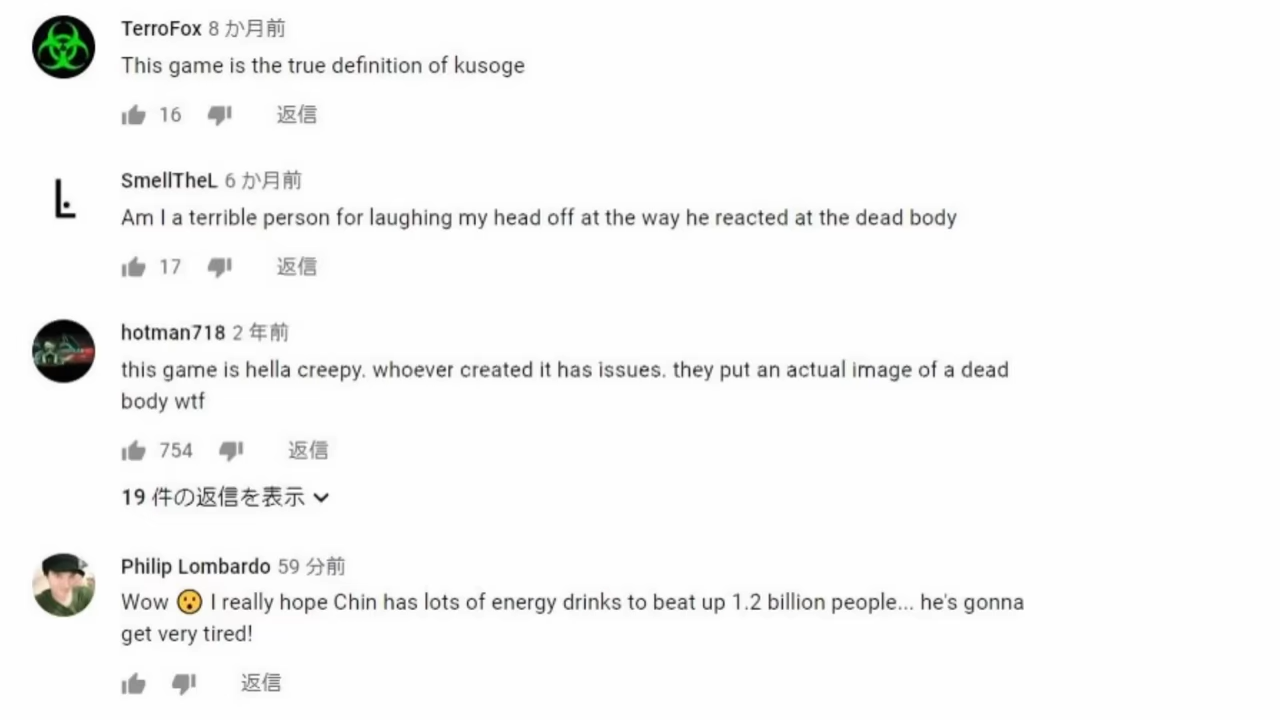 TerroFox 8 か月前
This game is the true definition of kusoge
16 返信
SmellTheL 6 か月前
Am I a terrible person for laughing my head off at the way he reacted at the dead body
17 返信
hotman718 2 年前
this game is hella creepy. whoever created it has issues. they put an actual image of a dead
body wtf
754 返信
19 件の返信を表示
Philip Lombardo 59 分前
Wow 😮 I really hope Chin has lots of energy drinks to beat up 1.2 billion people... he's gonna
get very tired!
返信